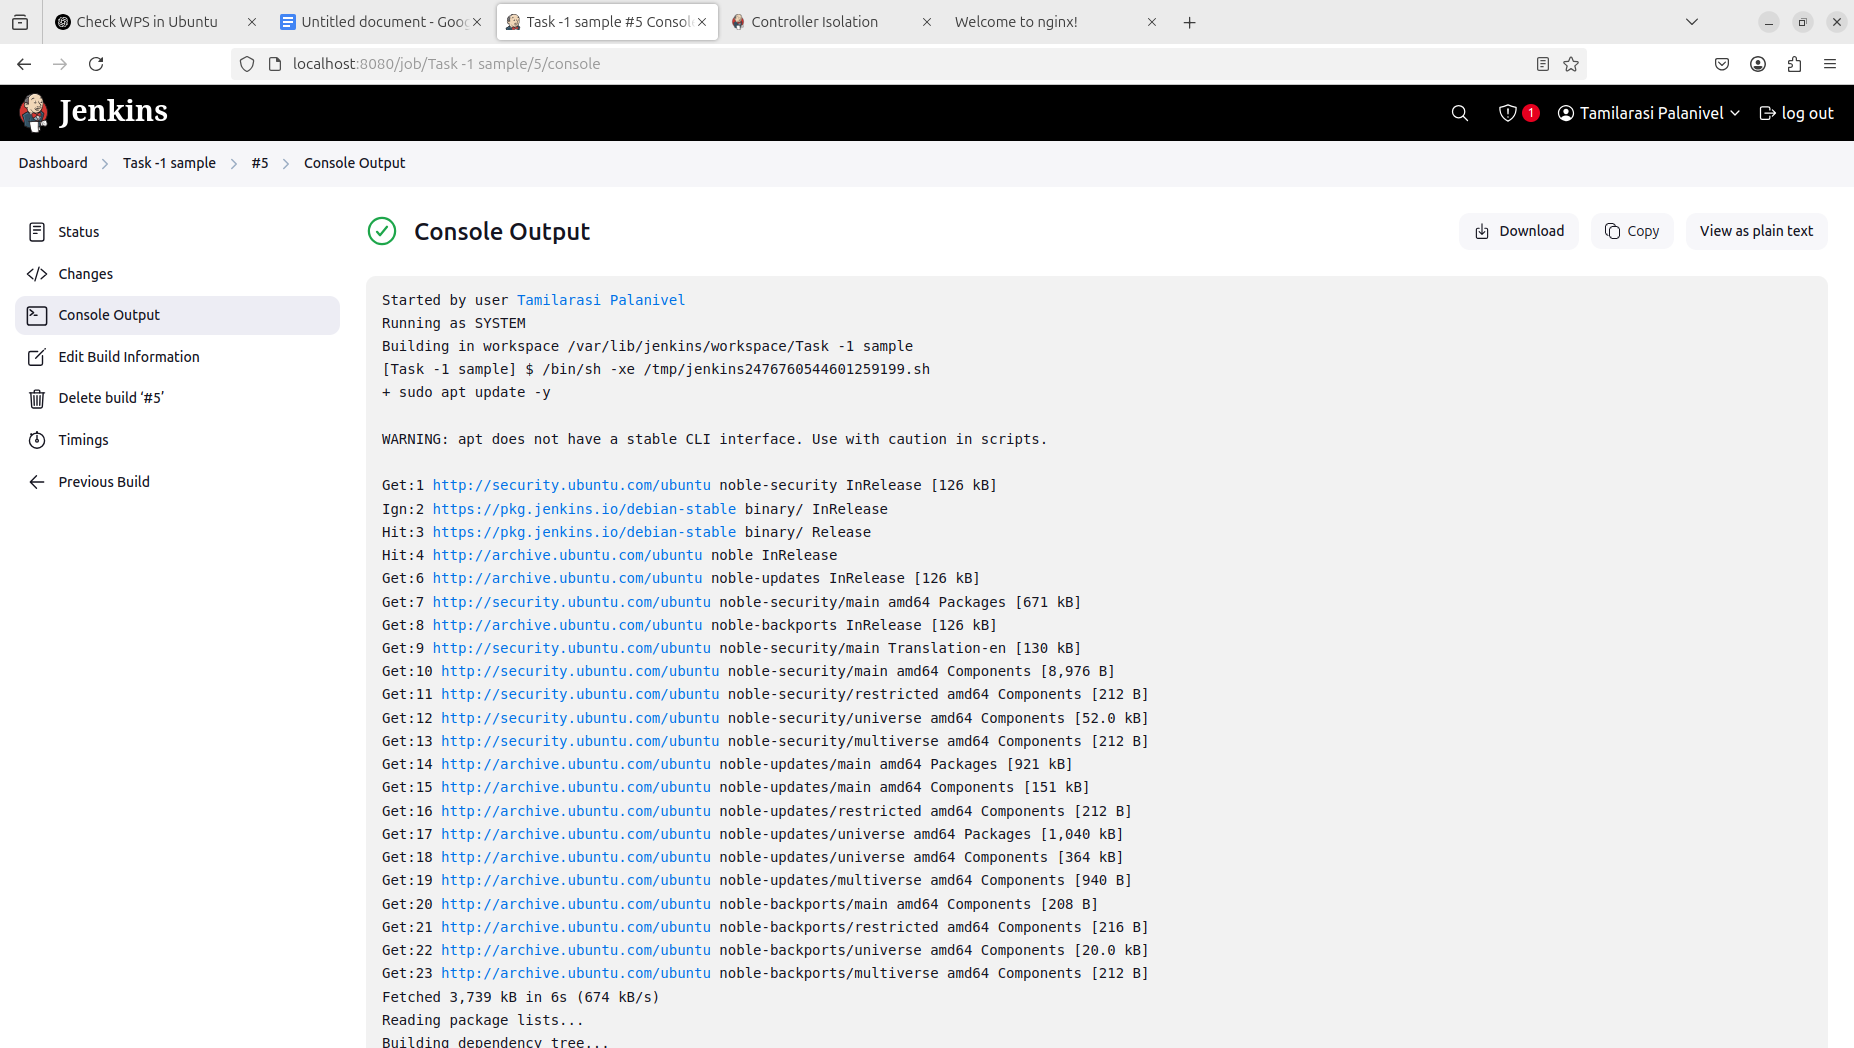 Check WPS in Ubuntu
Untitled document - Goog
Task -1 sample #5 Consol
Controller Isolation
Welcome to nginx!
localhost:8080/job/Task -1 sample/5/console
Jenkins
1
Tamilarasi Palanivel
log out
Dashboard
Task -1 sample
#5
Console Output
Status
Changes
Console Output
Edit Build Information
Delete build ‘#5’
Timings
Previous Build
Console Output
Download
Copy
View as plain text
Started by user Tamilarasi Palanivel
Running as SYSTEM
Building in workspace /var/lib/jenkins/workspace/Task -1 sample
[Task -1 sample] $ /bin/sh -xe /tmp/jenkins2476760544601259199.sh
+ sudo apt update -y
WARNING: apt does not have a stable CLI interface. Use with caution in scripts.
Get:1 http://security.ubuntu.com/ubuntu noble-security InRelease [126 kB]
Ign:2 https://pkg.jenkins.io/debian-stable binary/ InRelease
Hit:3 https://pkg.jenkins.io/debian-stable binary/ Release
Hit:4 http://archive.ubuntu.com/ubuntu noble InRelease
Get:6 http://archive.ubuntu.com/ubuntu noble-updates InRelease [126 kB]
Get:7 http://security.ubuntu.com/ubuntu noble-security/main amd64 Packages [671 kB]
Get:8 http://archive.ubuntu.com/ubuntu noble-backports InRelease [126 kB]
Get:9 http://security.ubuntu.com/ubuntu noble-security/main Translation-en [130 kB]
Get:10 http://security.ubuntu.com/ubuntu noble-security/main amd64 Components [8,976 B]
Get:11 http://security.ubuntu.com/ubuntu noble-security/restricted amd64 Components [212 B]
Get:12 http://security.ubuntu.com/ubuntu noble-security/universe amd64 Components [52.0 kB]
Get:13 http://security.ubuntu.com/ubuntu noble-security/multiverse amd64 Components [212 B]
Get:14 http://archive.ubuntu.com/ubuntu noble-updates/main amd64 Packages [921 kB]
Get:15 http://archive.ubuntu.com/ubuntu noble-updates/main amd64 Components [151 kB]
Get:16 http://archive.ubuntu.com/ubuntu noble-updates/restricted amd64 Components [212 B]
Get:17 http://archive.ubuntu.com/ubuntu noble-updates/universe amd64 Packages [1,040 kB]
Get:18 http://archive.ubuntu.com/ubuntu noble-updates/universe amd64 Components [364 kB]
Get:19 http://archive.ubuntu.com/ubuntu noble-updates/multiverse amd64 Components [940 B]
Get:20 http://archive.ubuntu.com/ubuntu noble-backports/main amd64 Components [208 B]
Get:21 http://archive.ubuntu.com/ubuntu noble-backports/restricted amd64 Components [216 B]
Get:22 http://archive.ubuntu.com/ubuntu noble-backports/universe amd64 Components [20.0 kB]
Get:23 http://archive.ubuntu.com/ubuntu noble-backports/multiverse amd64 Components [212 B]
Fetched 3,739 kB in 6s (674 kB/s)
Reading package lists...
Building dependency tree...